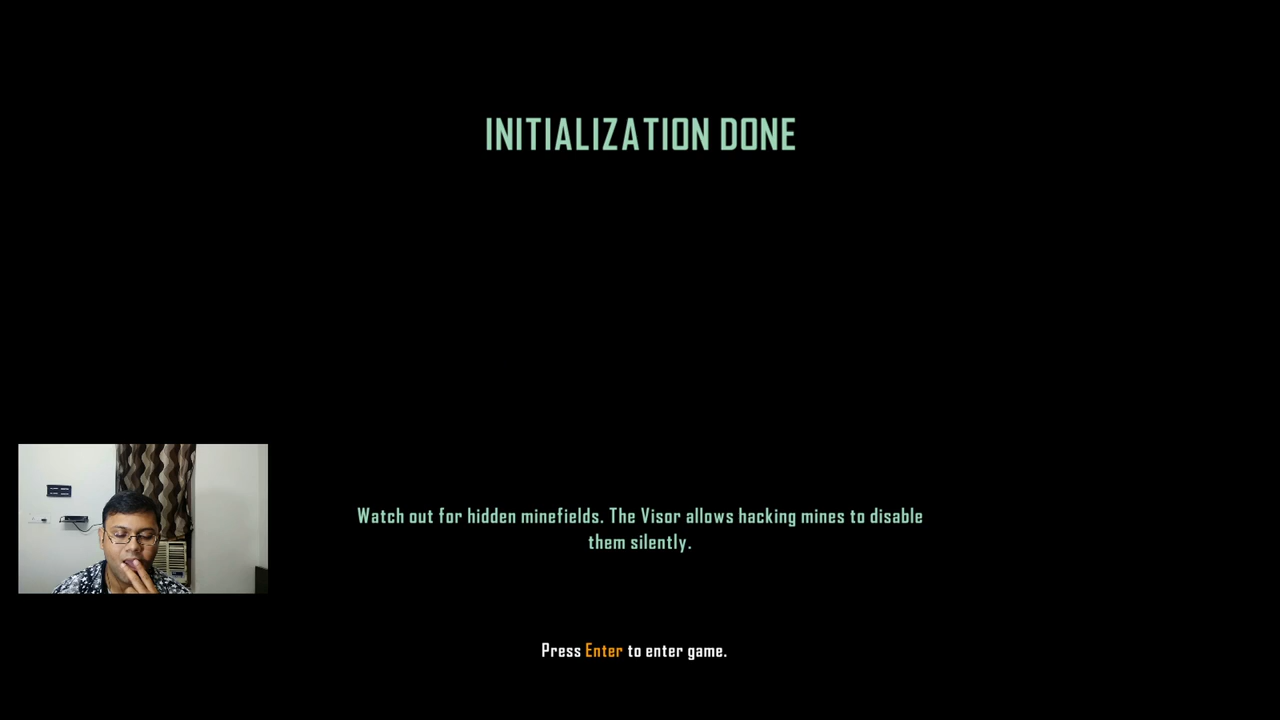 INITIALIZATION DONE
Watch out for hidden minefields. The Visor allows hacking mines to disable
them silently.
Press Enter to enter game.